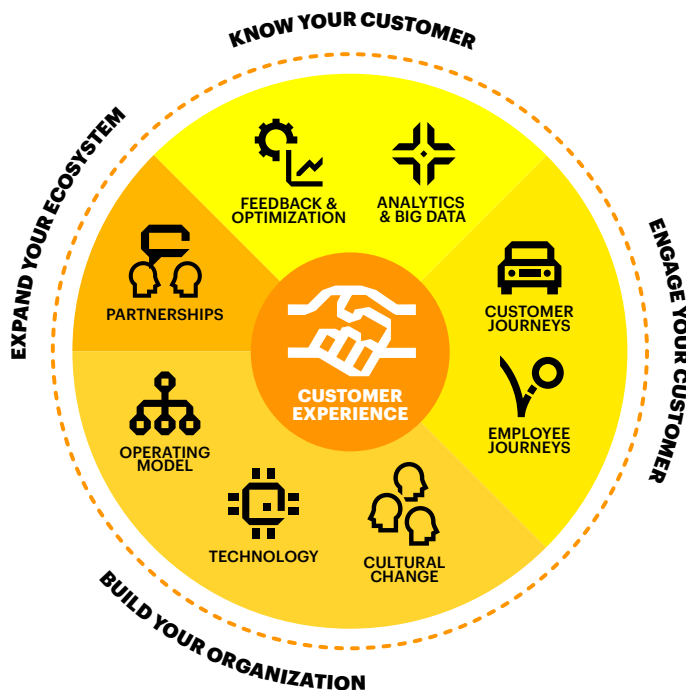 KNOW YOUR CUSTOMER
FEEDBACK &
OPTIMIZATION
ANALYTICS
& BIG DATA
ENGAGE YOUR CUSTOMER
CUSTOMER
JOURNEYS
EMPLOYEE
JOURNEYS
BUILD YOUR ORGANIZATION
CULTURAL
CHANGE
TECHNOLOGY
OPERATING
MODEL
EXPAND YOUR ECOSYSTEM
PARTNERSHIPS
CUSTOMER
EXPERIENCE